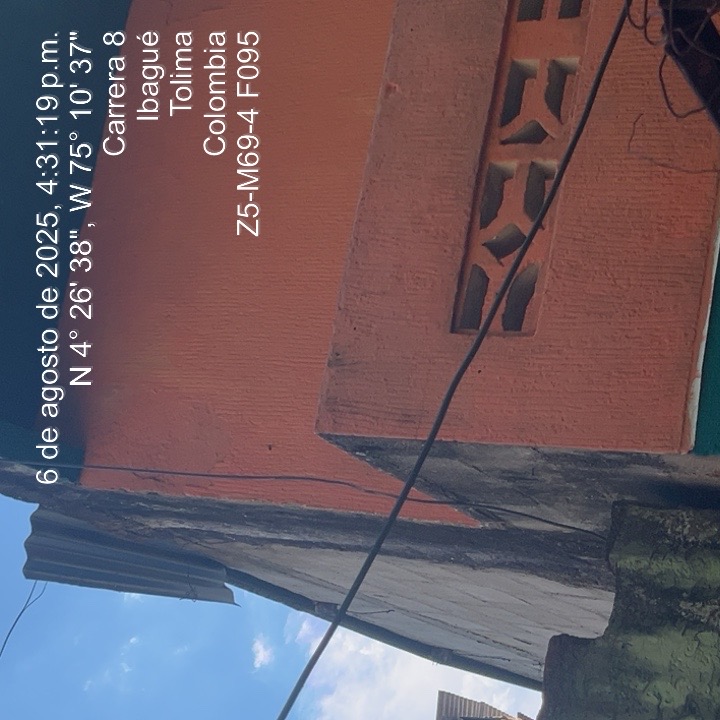 6 de agosto de 2025, 4:31:19 p.m.
N 4° 26' 38", W 75° 10' 37"
Carrera 8
Ibagué
Tolima
Colombia
Z5-M69-4 F095